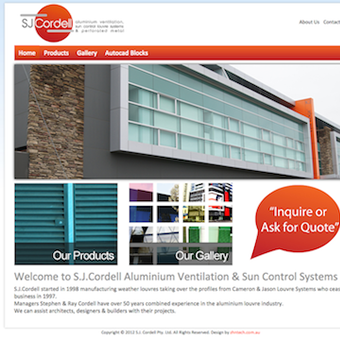 S.J.Cordell
aluminium ventilation,
sun control louvre systems
& perforated metal
About Us Contac
Home Products Gallery Autocad Blocks
Our Products
Our Gallery
"Inquire or
Ask for Quote"
Welcome to S.J.Cordell Aluminium Ventilation & Sun Control Systems
S.J.Cordell started in 1998 manufacturing weather louvres taking over the profiles from Cameron & Jason Louvre Systems who ceas
business in 1997.
Managers Stephen & Ray Cordell have over 50 years combined experience in the aluminium louvre industry.
We can assist architects, designers & builders with their projects.
Copyright © 2012 S.J. Cordell Pty. Ltd. All Rights Reserved. Design by